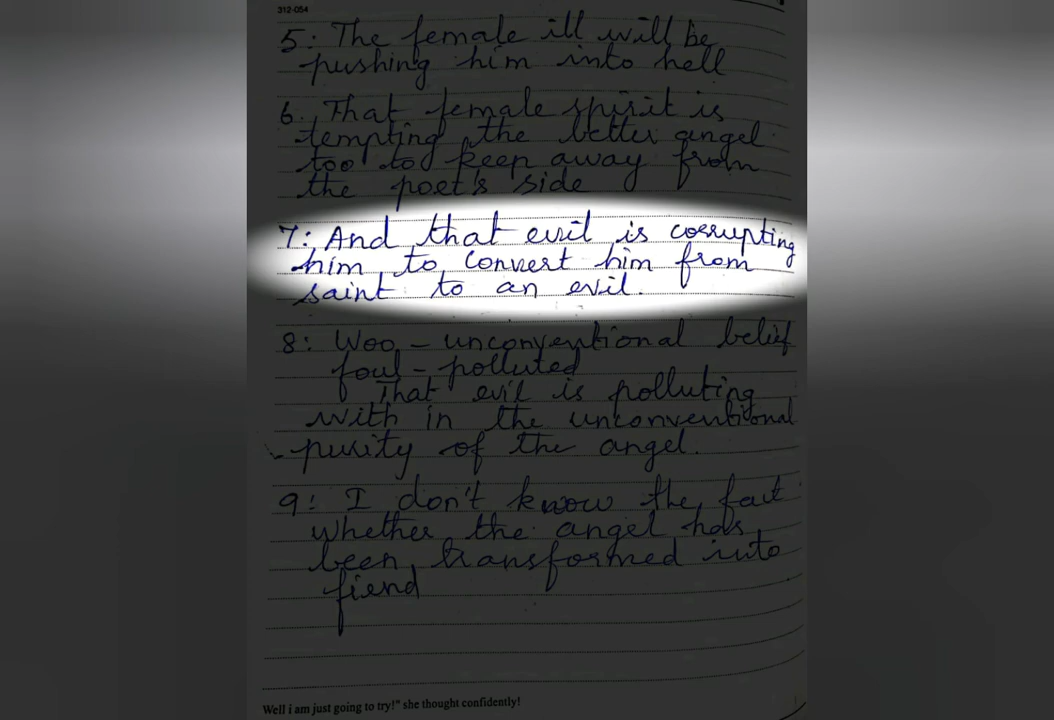 312-054
5: The female ill will be
pushing him into hell
6. That female spirit is
tempting the better angel
too to keep away from
the poet's side
7: And that evil is corrupting
him to convert him from
saint to an evil.
8: Woo - unconventional belief
foul - polluted
That evil is polluting
with in the unconventional
purity of the angel.
9: I don't know the fact
whether the angel has
been transformed into
fiend
Well i am just going to try!" she thought confidently!